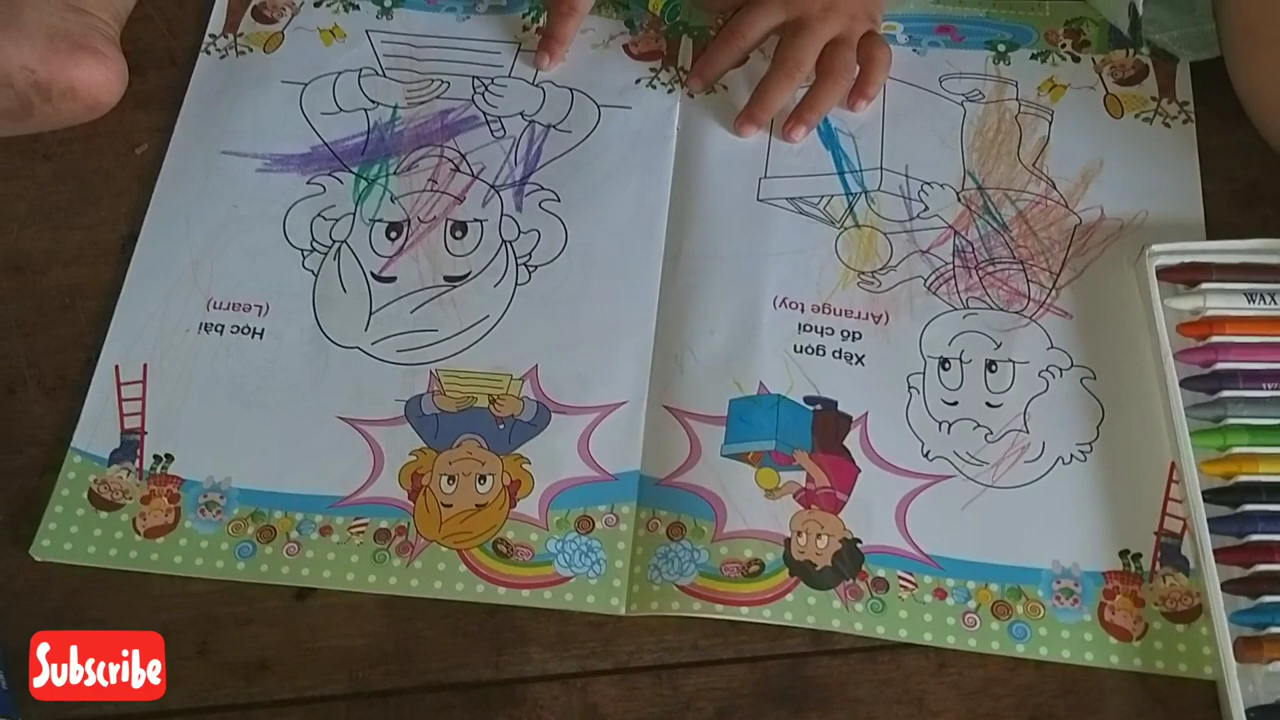 Học bài
(Learn)
Xếp gọn
đồ chơi
(Arrange toy)
WAX
Subscribe